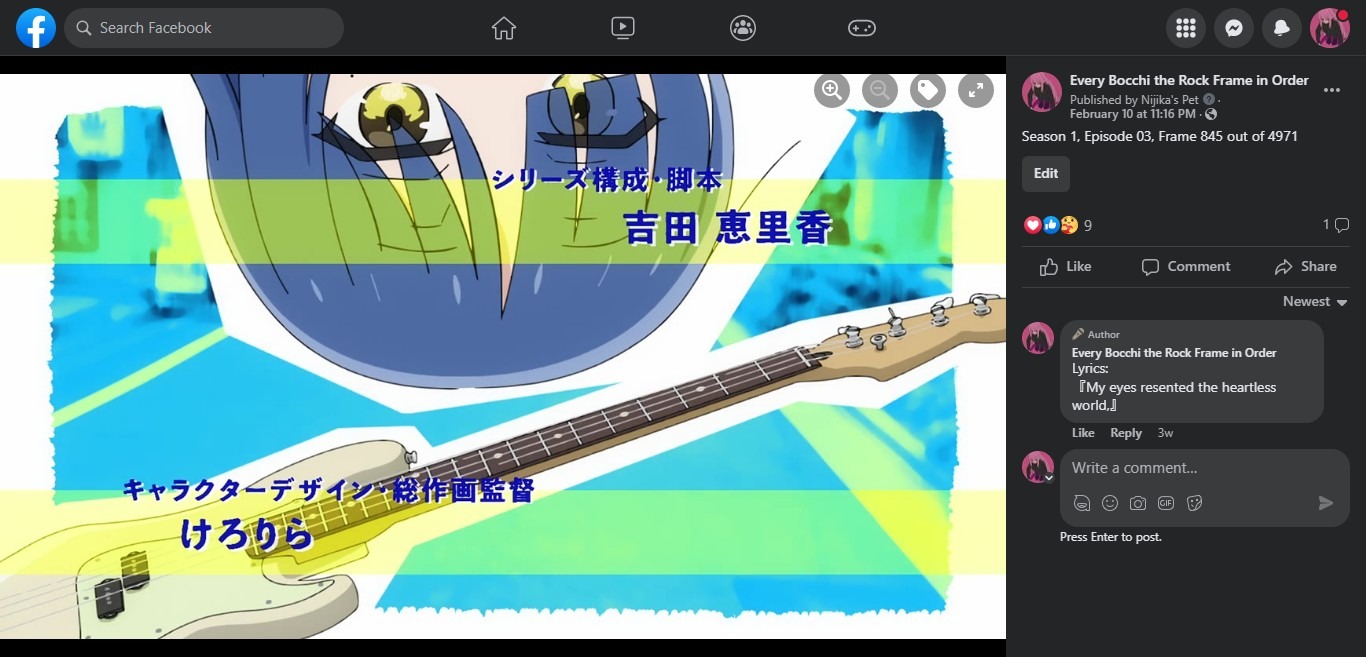 Search Facebook
シリーズ構成・脚本
吉田 恵里香
キャラクターデザイン・総作画監督
けろりら
Every Bocchi the Rock Frame in Order
Published by Nijika's Pet ·
February 10 at 11:16 PM ·
Season 1, Episode 03, Frame 845 out of 4971
Edit
9
1
Like
Comment
Share
Newest
Author
Every Bocchi the Rock Frame in Order
Lyrics:
『My eyes resented the heartless
world,』
Like Reply 3w
Write a comment...
GIF
Press Enter to post.